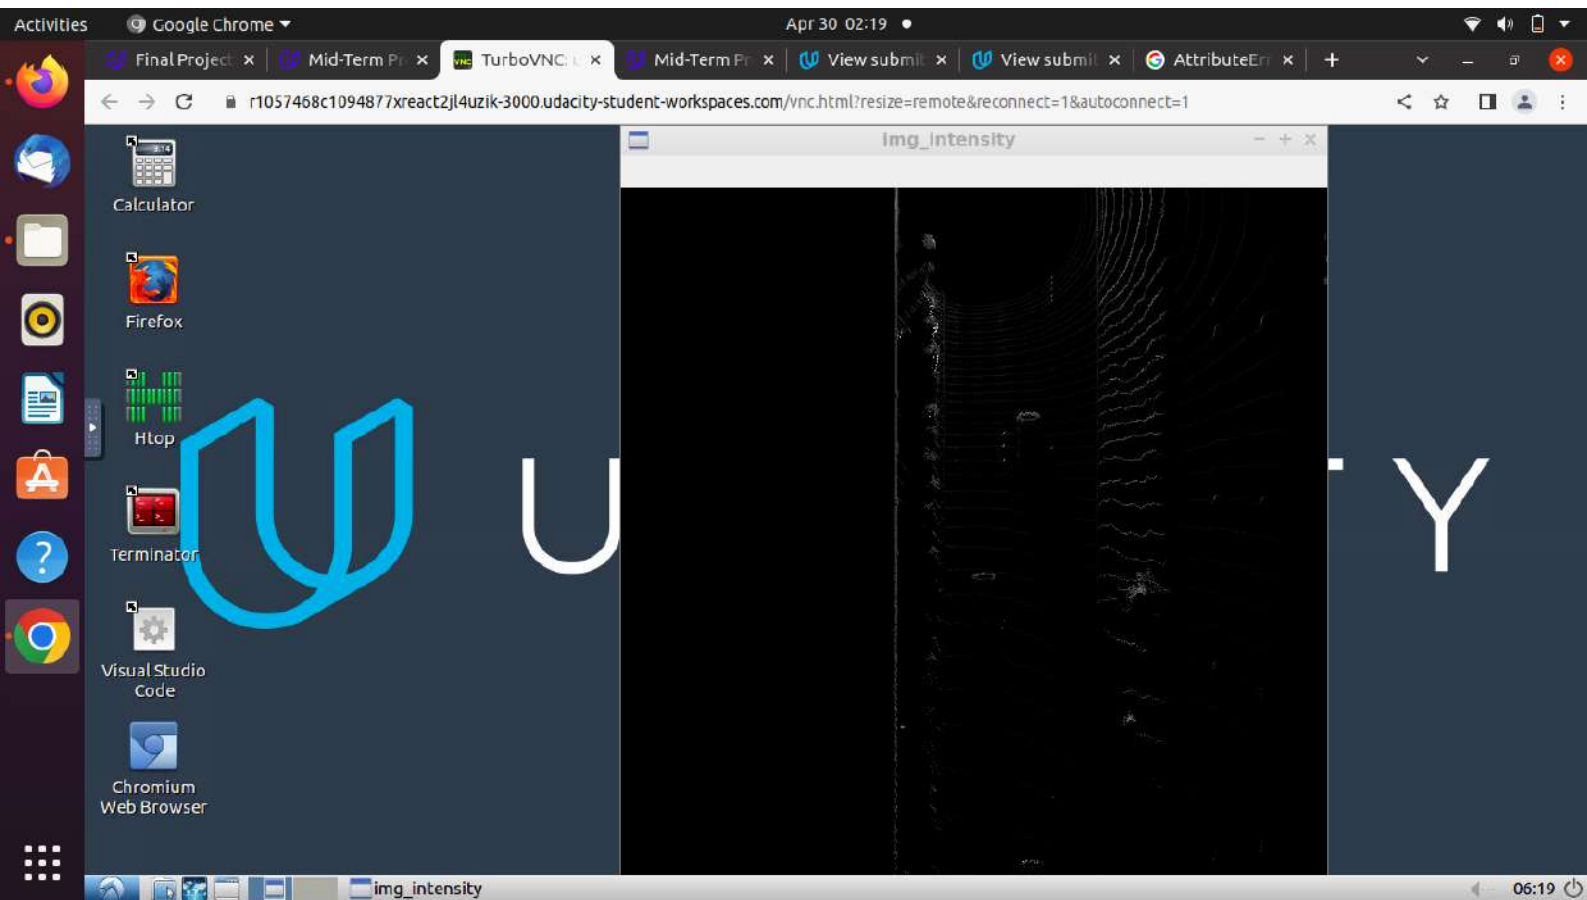 Activities Google Chrome Apr 30 02:19
Final Project Mid-Term Pr TurboVNC: u Mid-Term Pr View submit View submit AttributeErr
r1057468c1094877xreact2jl4uzik-3000.udacity-student-workspaces.com/vnc.html?resize=remote&reconnect=1&autoconnect=1
img_intensity
Calculator
Firefox
Htop
Terminator
Visual Studio
Code
Chromium
Web Browser
U Y
img_intensity 06:19